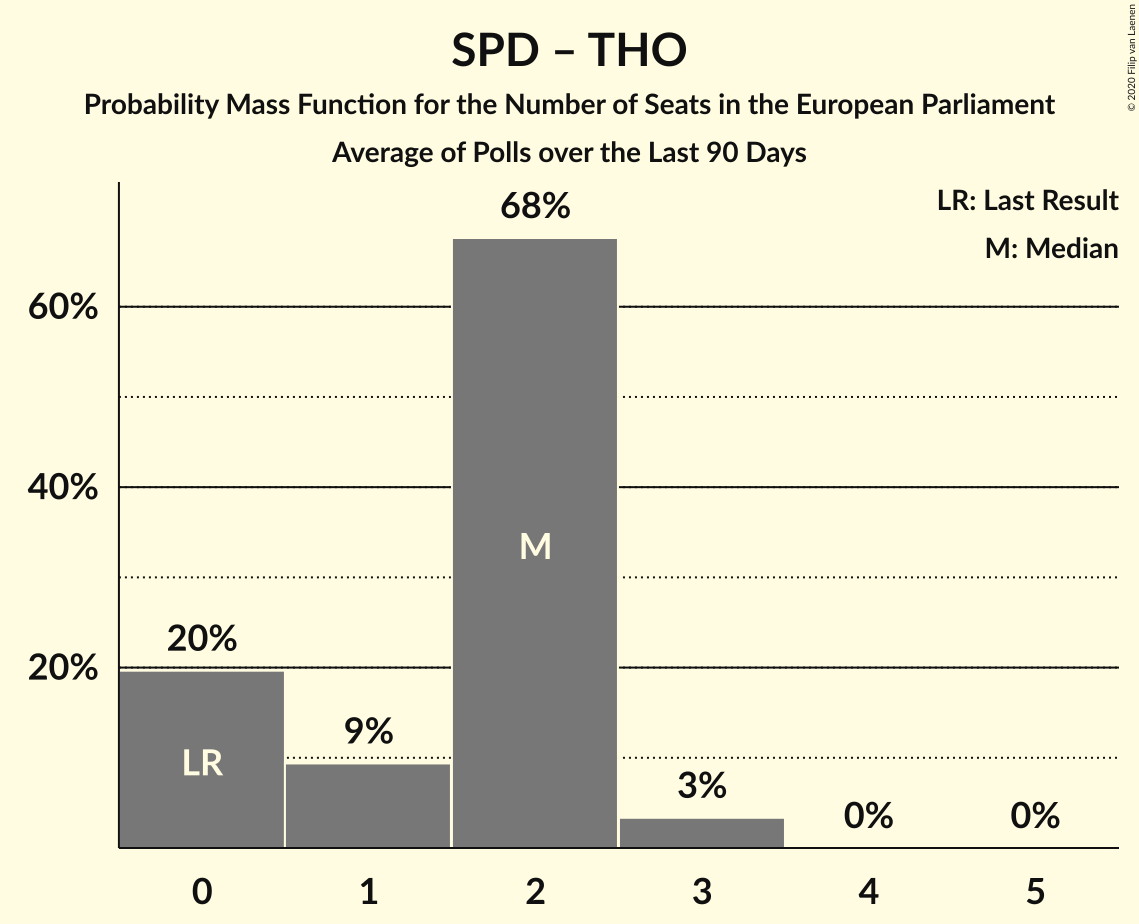 SPD – THO
Probability Mass Function for the Number of Seats in the European Parliament
Average of Polls over the Last 90 Days
© 2020 Filip van Laenen
LR: Last Result
M: Median
68%
60%
40%
M
20%
20%
9%
LR
3%
0%
0%
0 1 2 3 4 5